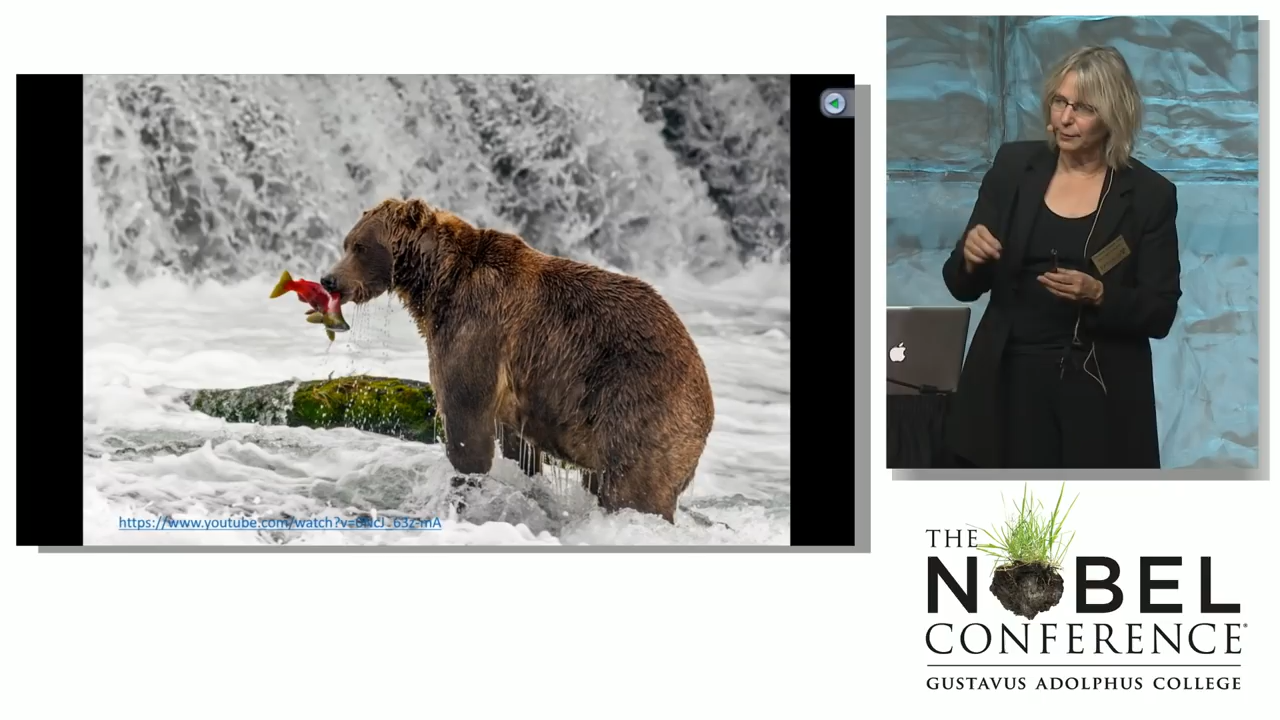 https://www.youtube.com/watch?v=
THE
NOBEL
CONFERENCE®
GUSTAVUS ADOLPHUS COLLEGE